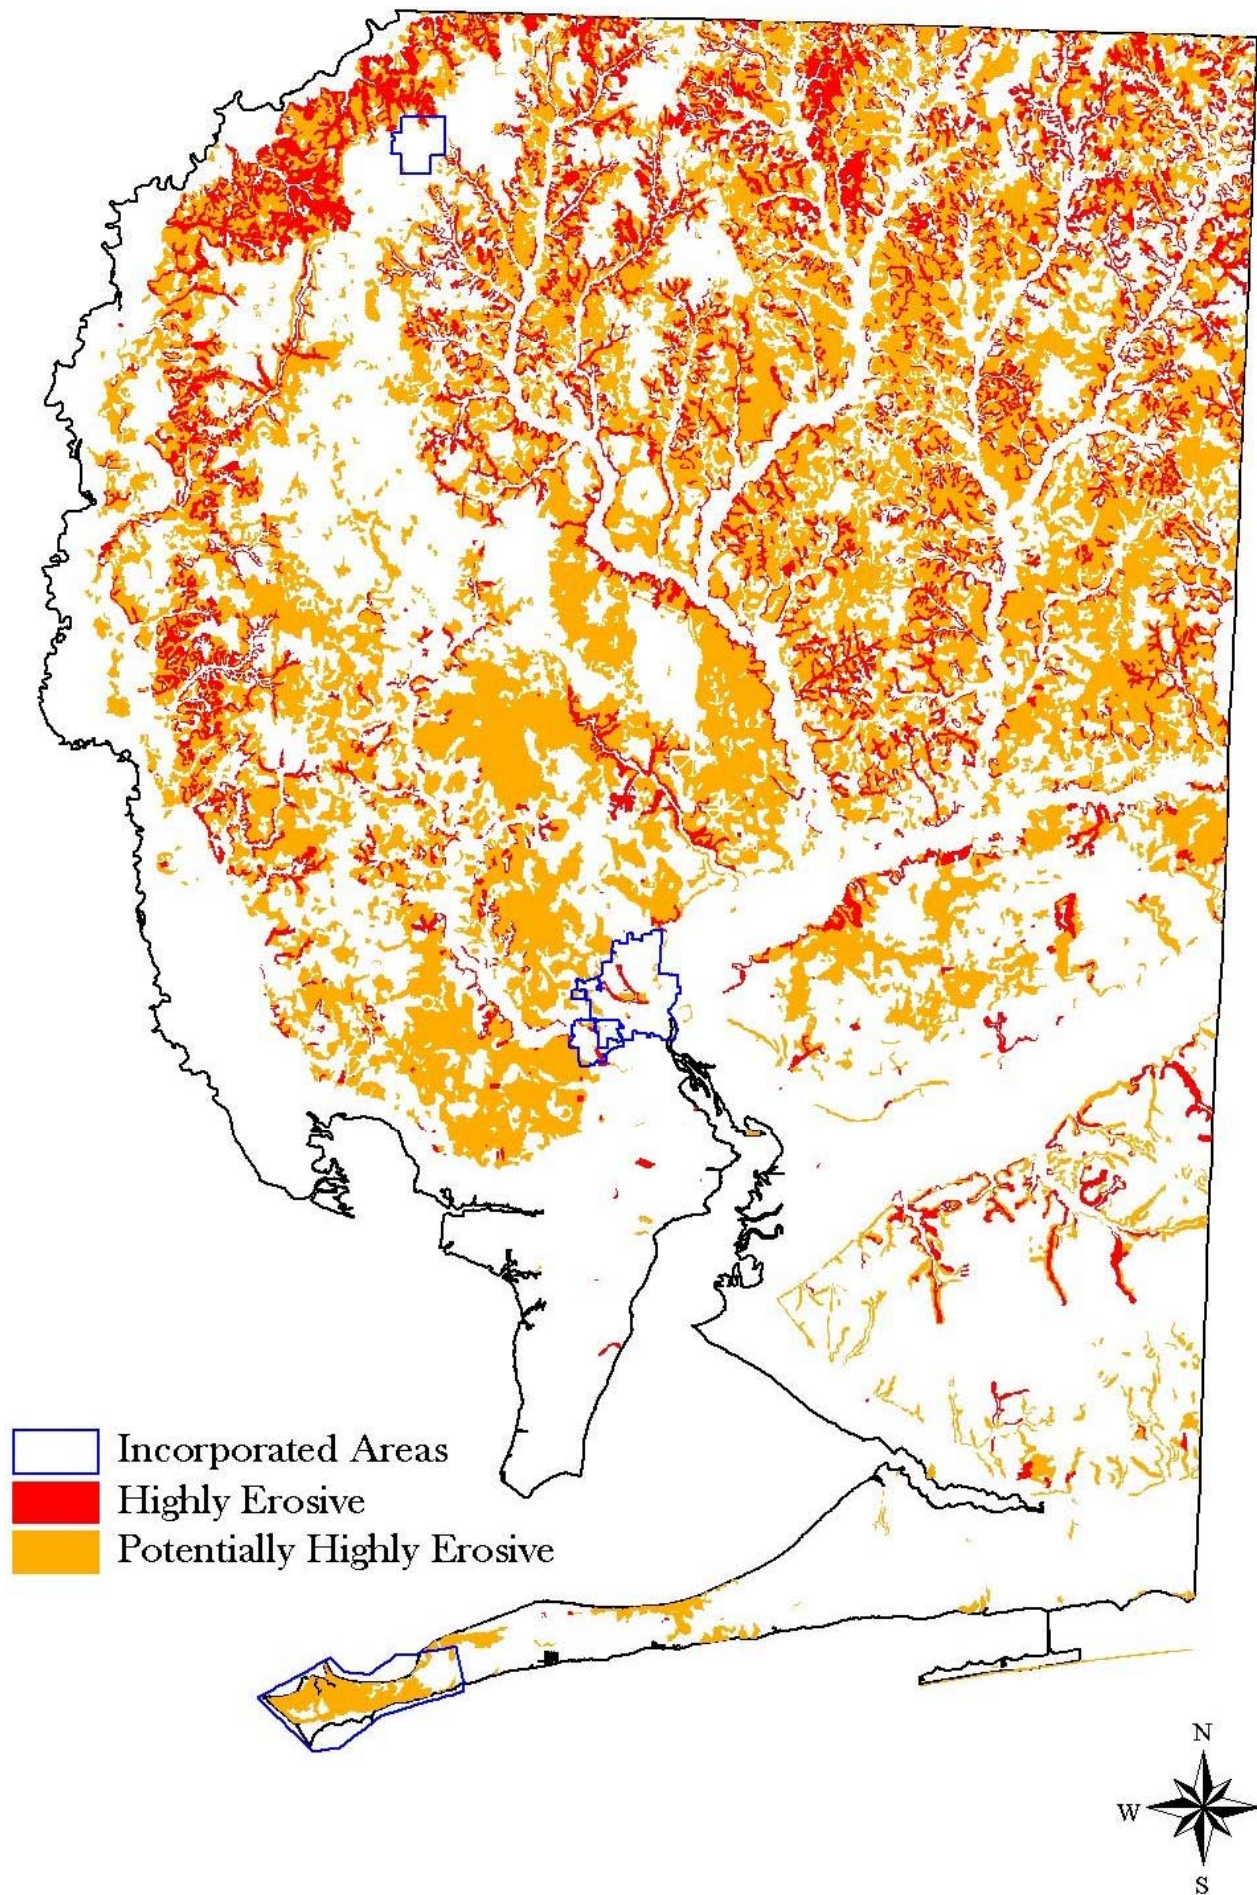 Incorporated Areas
Highly Erosive
Potentially Highly Erosive
N
W
S